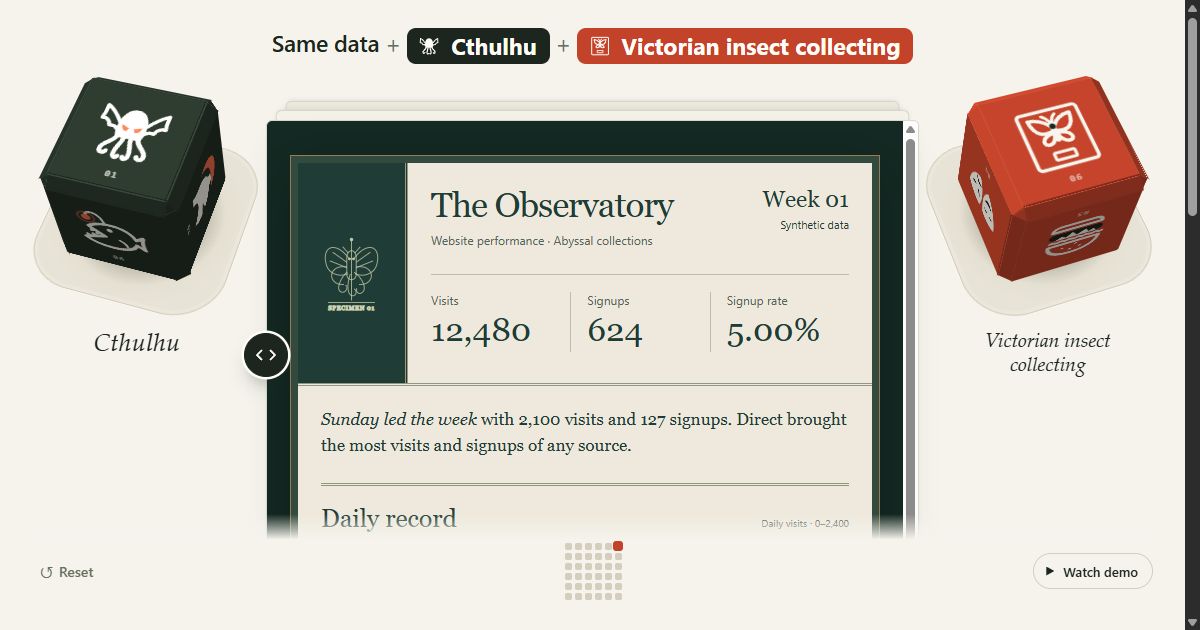 Same data + Cthulhu + Victorian insect collecting
01
06
The Observatory
Week 01
Website performance · Abyssal collections
Synthetic data
SPECIMEN 01
Visits
Signups
Signup rate
12,480
624
5.00%
Cthulhu
Victorian insect
collecting
Sunday led the week with 2,100 visits and 127 signups. Direct brought
the most visits and signups of any source.
Daily record
Daily visits · 0–2,400
Reset
Watch demo